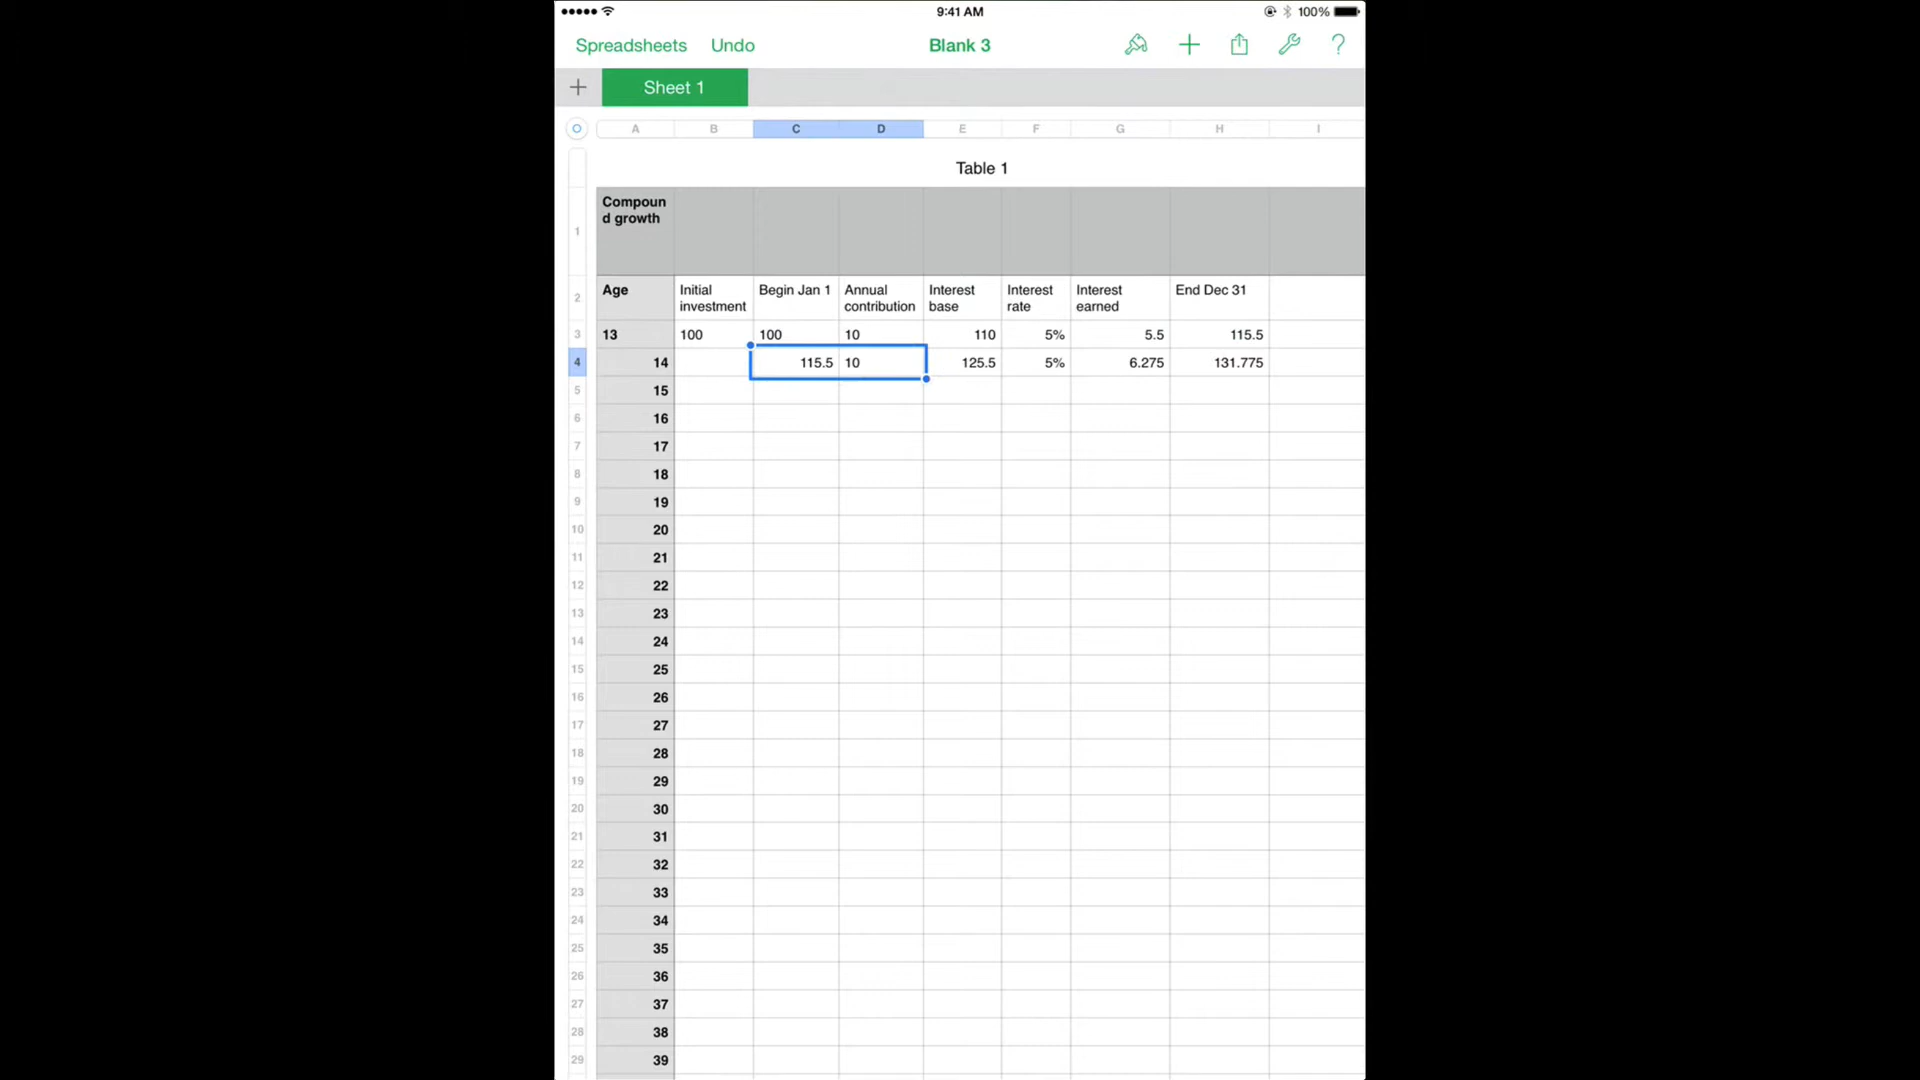 9:41 AM
100%
Spreadsheets Undo Blank 3 ?
+ Sheet 1
A B C D E F G H I
Table 1
Compoun
d growth
1
2 Age Initial Begin Jan 1 Annual Interest Interest Interest End Dec 31
investment contribution base rate earned
3 13 100 100 10 110 5% 5.5 115.5
4 14 115.5 10 125.5 5% 6.275 131.775
5 15
6 16
7 17
8 18
9 19
10 20
11 21
12 22
13 23
14 24
15 25
16 26
17 27
18 28
19 29
20 30
21 31
22 32
23 33
24 34
25 35
26 36
27 37
28 38
29 39